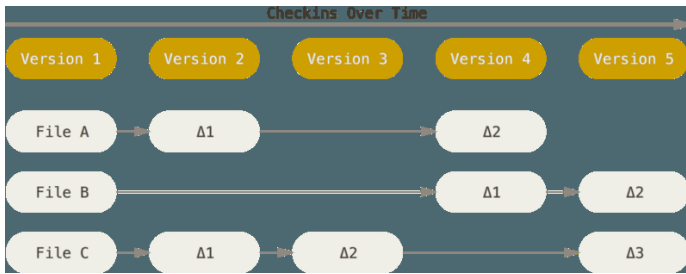 Checkins Over Time
Version 1 Version 2 Version 3 Version 4 Version 5
File A Δ1 Δ2
File B Δ1 Δ2
File C Δ1 Δ2 Δ3